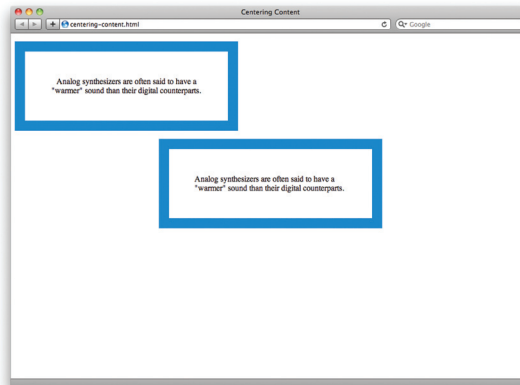 Centering Content
centering-content.html
Google
Analog synthesizers are often said to have a
"warmer" sound than their digital counterparts.
Analog synthesizers are often said to have a
"warmer" sound than their digital counterparts.